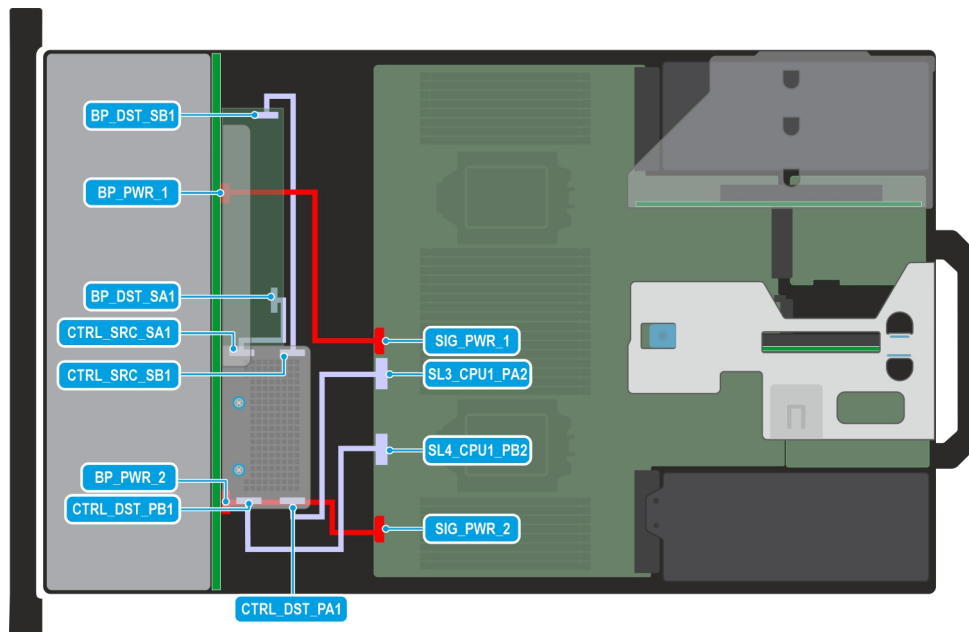 BP_DST_SB1
BP_PWR_1
BP_DST_SA1
CTRL_SRC_SA1
CTRL_SRC_SB1
SIG_PWR_1
SL3_CPU1_PA2
SL4_CPU1_PB2
BP_PWR_2
CTRL_DST_PB1
SIG_PWR_2
CTRL_DST_PA1